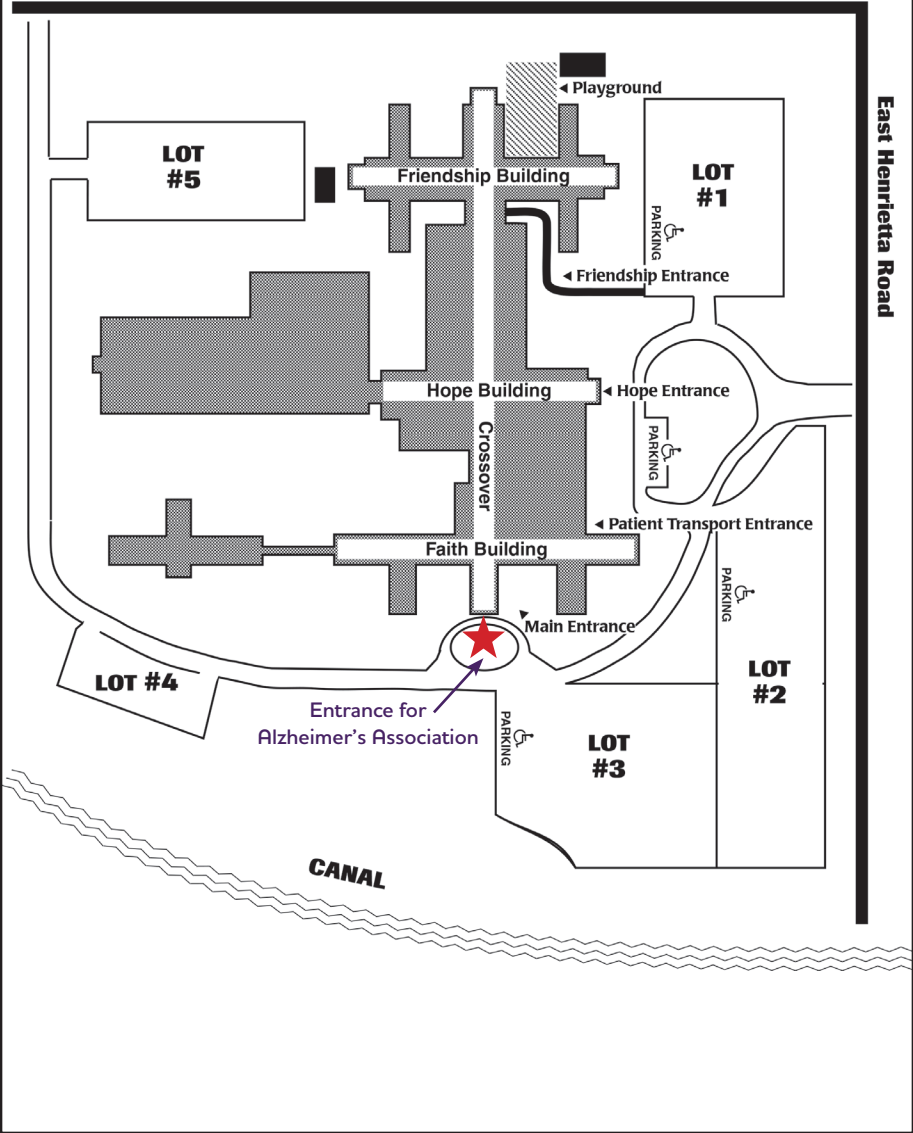 ◄ Playground
East Henrietta Road
LOT
#5
Friendship Building
LOT
#1
PARKING
◄ Friendship Entrance
Hope Building
◄ Hope Entrance
Crossover
PARKING
◄ Patient Transport Entrance
Faith Building
PARKING
Main Entrance
LOT #4
LOT
#2
Entrance for
Alzheimer's Association
PARKING
LOT
#3
CANAL